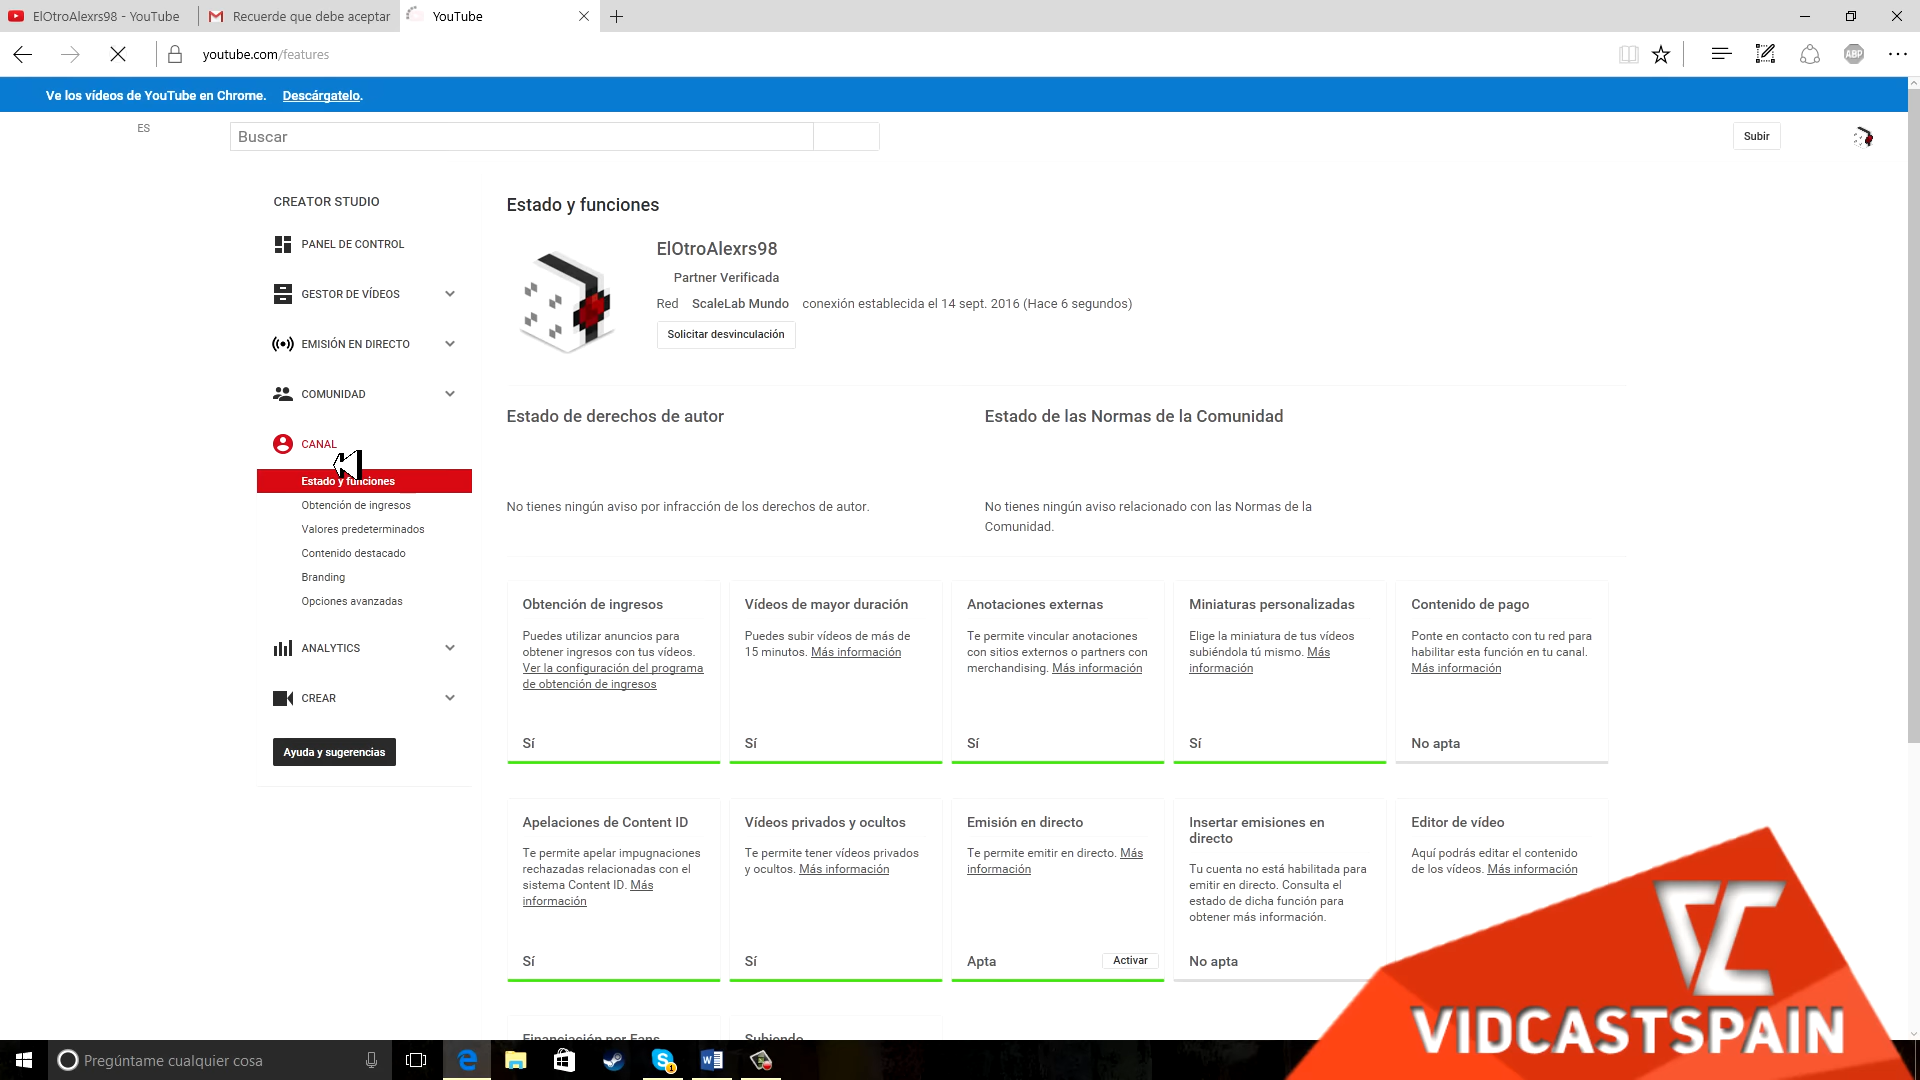 ElOtroAlexrs98 - YouTube
Recuerde que debe aceptar
YouTube
youtube.com/features
ABP
Ve los vídeos de YouTube en Chrome. Descárgatelo.
ES
Buscar
Subir
CREATOR STUDIO
PANEL DE CONTROL
GESTOR DE VÍDEOS
EMISIÓN EN DIRECTO
COMUNIDAD
CANAL
Estado y funciones
Obtención de ingresos
Valores predeterminados
Contenido destacado
Branding
Opciones avanzadas
ANALYTICS
CREAR
Ayuda y sugerencias
Estado y funciones
ElOtroAlexrs98
Partner Verificada
Red ScaleLab Mundo conexión establecida el 14 sept. 2016 (Hace 6 segundos)
Solicitar desvinculación
Estado de derechos de autor
No tienes ningún aviso por infracción de los derechos de autor.
Estado de las Normas de la Comunidad
No tienes ningún aviso relacionado con las Normas de la
Comunidad.
Obtención de ingresos
Puedes utilizar anuncios para
obtener ingresos con tus vídeos.
Ver la configuración del programa
de obtención de ingresos
Sí
Vídeos de mayor duración
Puedes subir vídeos de más de
15 minutos. Más información
Sí
Anotaciones externas
Te permite vincular anotaciones
con sitios externos o partners con
merchandising. Más información
Sí
Miniaturas personalizadas
Elige la miniatura de tus vídeos
subiéndola tú mismo. Más
información
Sí
Contenido de pago
Ponte en contacto con tu red para
habilitar esta función en tu canal.
Más información
No apta
Apelaciones de Content ID
Te permite apelar impugnaciones
rechazadas relacionadas con el
sistema Content ID. Más
información
Sí
Vídeos privados y ocultos
Te permite tener vídeos privados
y ocultos. Más información
Sí
Emisión en directo
Te permite emitir en directo. Más
información
Apta
Activar
Insertar emisiones en
directo
Tu cuenta no está habilitada para
emitir en directo. Consulta el
estado de dicha función para
obtener más información.
No apta
Editor de vídeo
Aquí podrás editar el contenido
de los vídeos. Más información
Financiación por Fans
Subiendo
VC
VIDCASTSPAIN
Pregúntame cualquier cosa
1